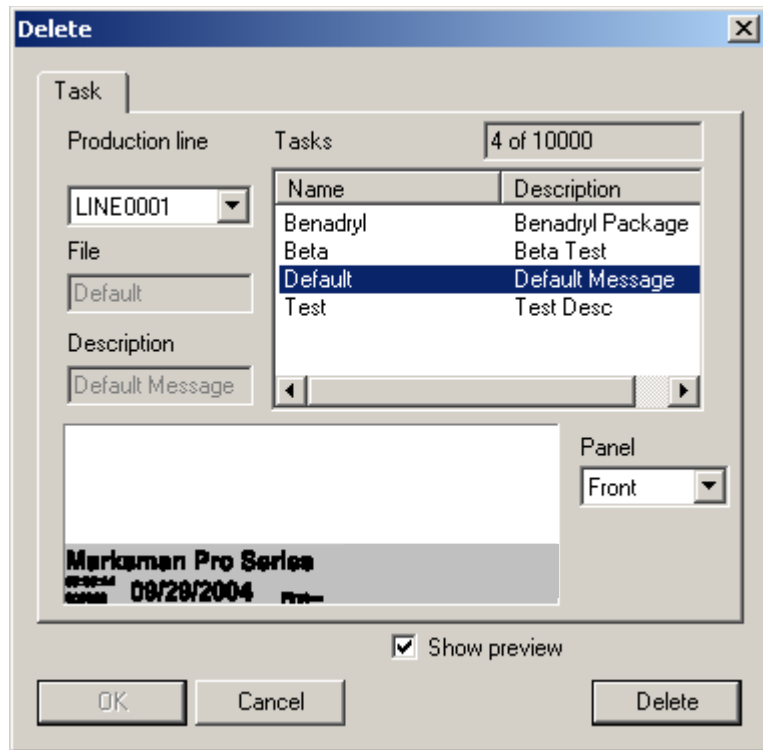 Delete
Task
Production line
Tasks
4 of 10000
LINE0001
Name Description
Benadryl Benadryl Package
Beta Beta Test
Default Default Message
Test Test Desc
File
Default
Description
Default Message
Panel
Front
Marksman Pro Series
09/29/2004
Show preview
OK
Cancel
Delete